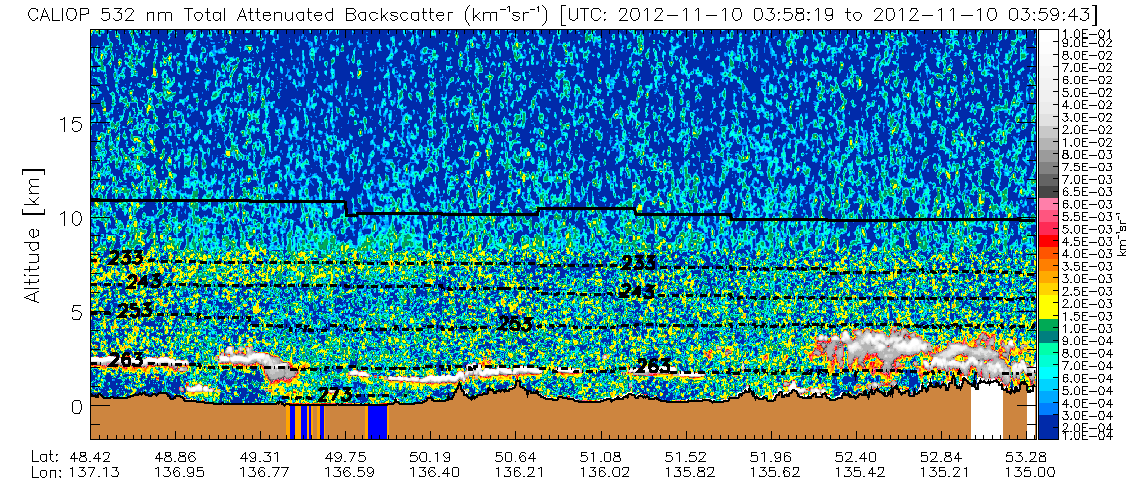 CALIOP 532 nm Total Attenuated Backscatter (km⁻¹sr⁻¹) [UTC: 2012-11-10 03:58:19 to 2012-11-10 03:59:43]
1.0E-01
9.0E-02
8.0E-02
7.0E-02
6.0E-02
5.0E-02
4.0E-02
3.0E-02
2.0E-02
1.0E-02
8.0E-03
7.5E-03
7.0E-03
6.5E-03
6.0E-03
5.5E-03
5.0E-03
4.5E-03
4.0E-03
3.5E-03
3.0E-03
2.5E-03
2.0E-03
1.5E-03
1.0E-03
9.0E-04
8.0E-04
7.0E-04
6.0E-04
5.0E-04
4.0E-04
3.0E-04
2.0E-04
1.0E-04
km⁻¹sr⁻¹
Altitude [km]
15
10
5
0
233 233
243 243
253 253
263 263
273
Lat: 48.42 48.86 49.31 49.75 50.19 50.64 51.08 51.52 51.96 52.40 52.84 53.28
Lon: 137.13 136.95 136.77 136.59 136.40 136.21 136.02 135.82 135.62 135.42 135.21 135.00